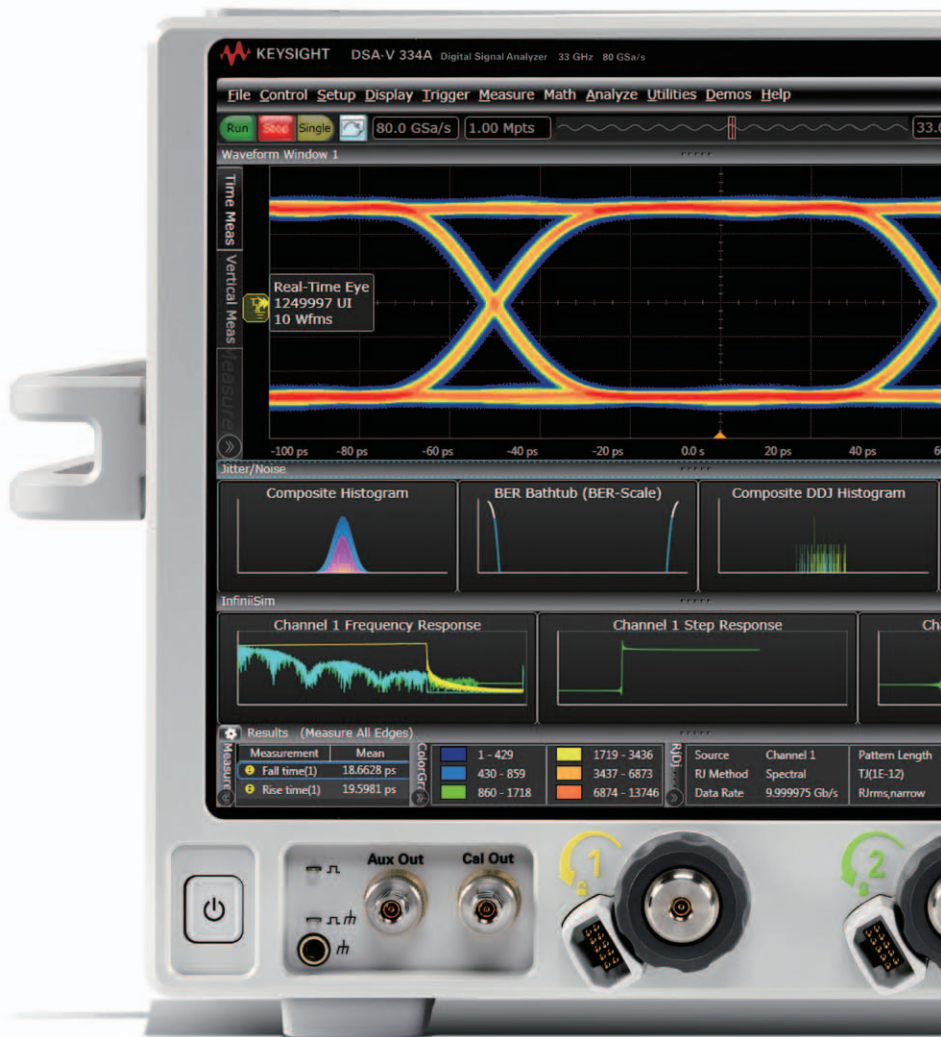 KEYSIGHT DSA-V 334A Digital Signal Analyzer 33 GHz 80 GSa/s
File Control Setup Display Trigger Measure Math Analyze Utilities Demos Help
Run Stop Single 80.0 GSa/s 1.00 Mpts 33.
Waveform Window 1
Time Meas
Vertical Meas
Measure
Real-Time Eye
1249997 UI
10 Wfms
-100 ps -80 ps -60 ps -40 ps -20 ps 0.0 s 20 ps 40 ps 6
Jitter/Noise
Composite Histogram BER Bathtub (BER-Scale) Composite DDJ Histogram
InfiniiSim
Channel 1 Frequency Response Channel 1 Step Response Ch
Results (Measure All Edges)
Measure
Measurement Mean
Fall time(1) 18.6628 ps
Rise time(1) 19.5981 ps
1 - 429 1719 - 3436
430 - 859 3437 - 6873
860 - 1718 6874 - 13746
RJDJ
Source Channel 1 Pattern Length
RJ Method Spectral TJ(1E-12)
Data Rate 9.999975 Gb/s RJrms,narrow
Aux Out Cal Out
1 2